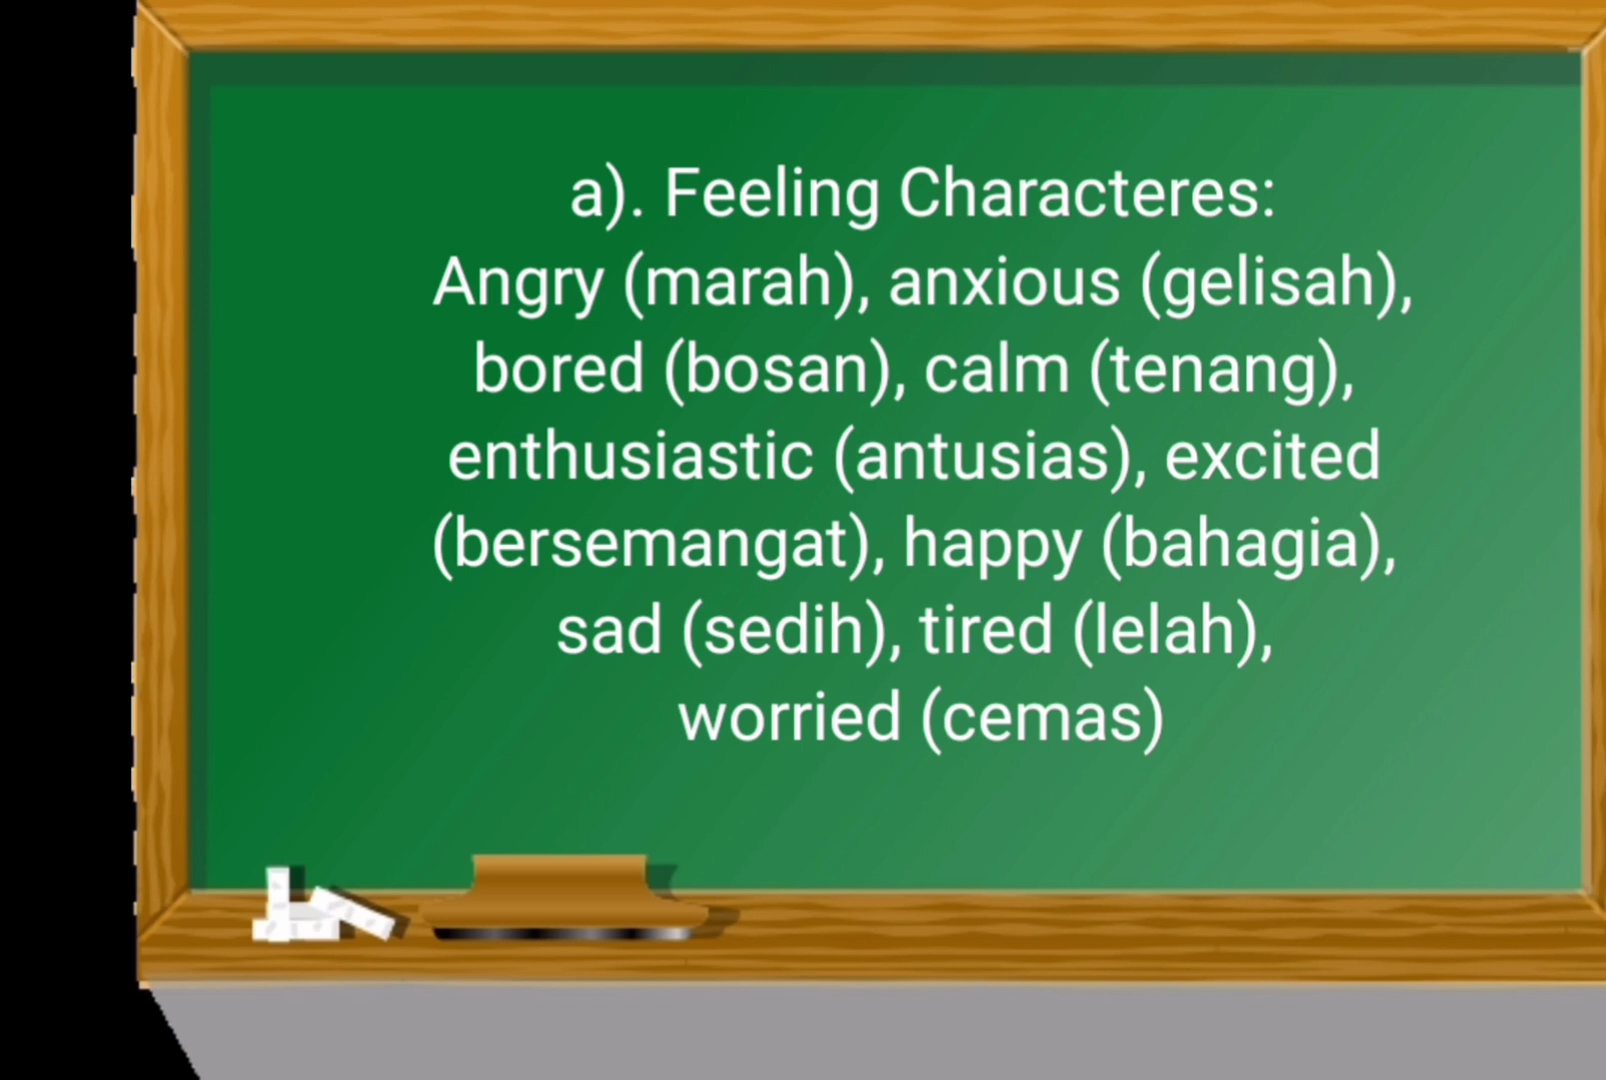 a). Feeling Characteres:
Angry (marah), anxious (gelisah),
bored (bosan), calm (tenang),
enthusiastic (antusias), excited
(bersemangat), happy (bahagia),
sad (sedih), tired (lelah),
worried (cemas)